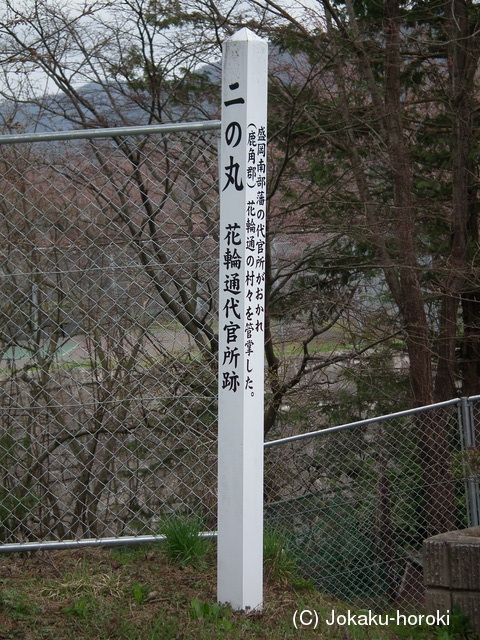 二の丸 花輪通代官所跡
盛岡南部藩の代官所がおかれ
(鹿角郡)花輪通の村々を管掌した。
(C) Jokaku-horoki